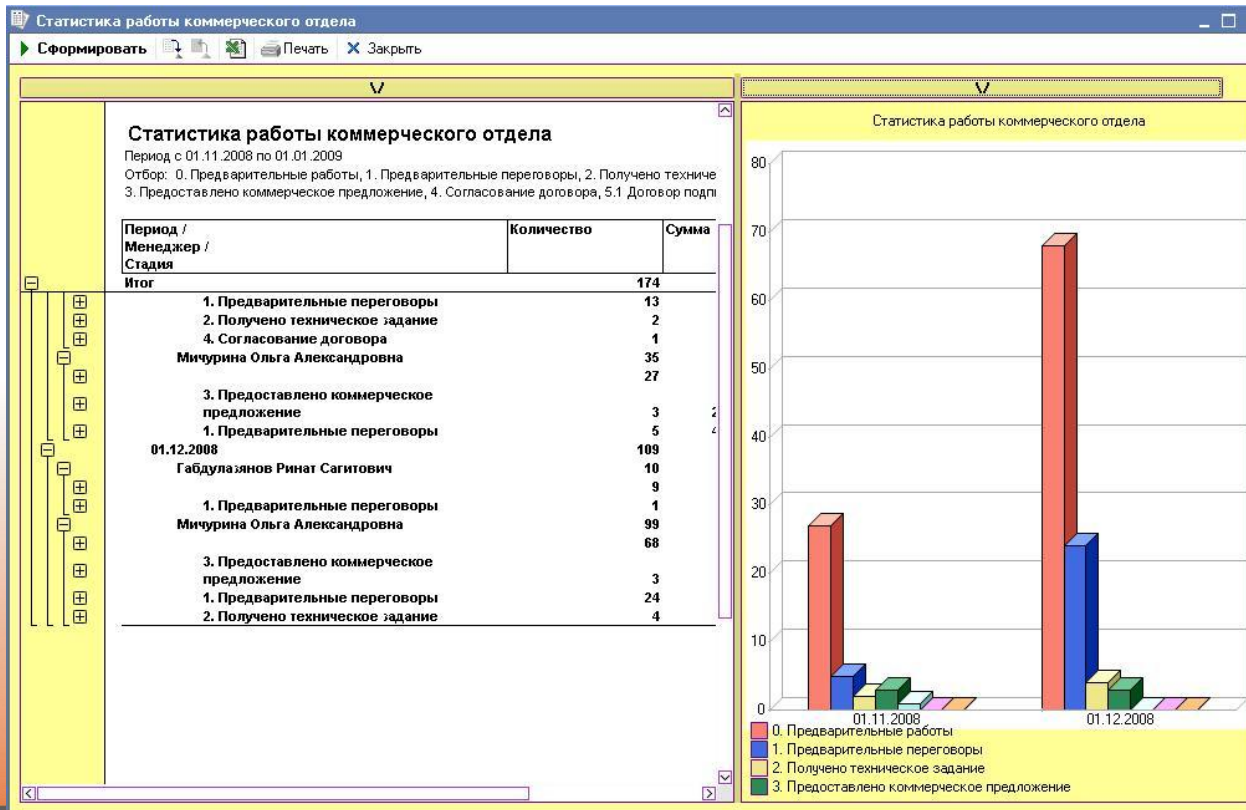 Статистика работы коммерческого отдела
Сформировать Печать Закрыть
Статистика работы коммерческого отдела
Период с 01.11.2008 по 01.01.2009
Отбор: 0. Предварительные работы, 1. Предварительные переговоры, 2. Получено техниче
3. Предоставлено коммерческое предложение, 4. Согласование договора, 5.1 Договор подпи
Период / Количество Сумма
Менеджер /
Стадия
Итог 174
1. Предварительные переговоры 13
2. Получено техническое задание 2
4. Согласование договора 1
Мичурина Ольга Александровна 35
27
3. Предоставлено коммерческое
предложение 3 2
1. Предварительные переговоры 5 4
01.12.2008 109
Габдулазянов Ринат Сагитович 10
9
1. Предварительные переговоры 1
Мичурина Ольга Александровна 99
68
3. Предоставлено коммерческое
предложение 3
1. Предварительные переговоры 24
2. Получено техническое задание 4
Статистика работы коммерческого отдела
80
70
60
50
40
30
20
10
0
01.11.2008 01.12.2008
0. Предварительные работы
1. Предварительные переговоры
2. Получено техническое задание
3. Предоставлено коммерческое предложение